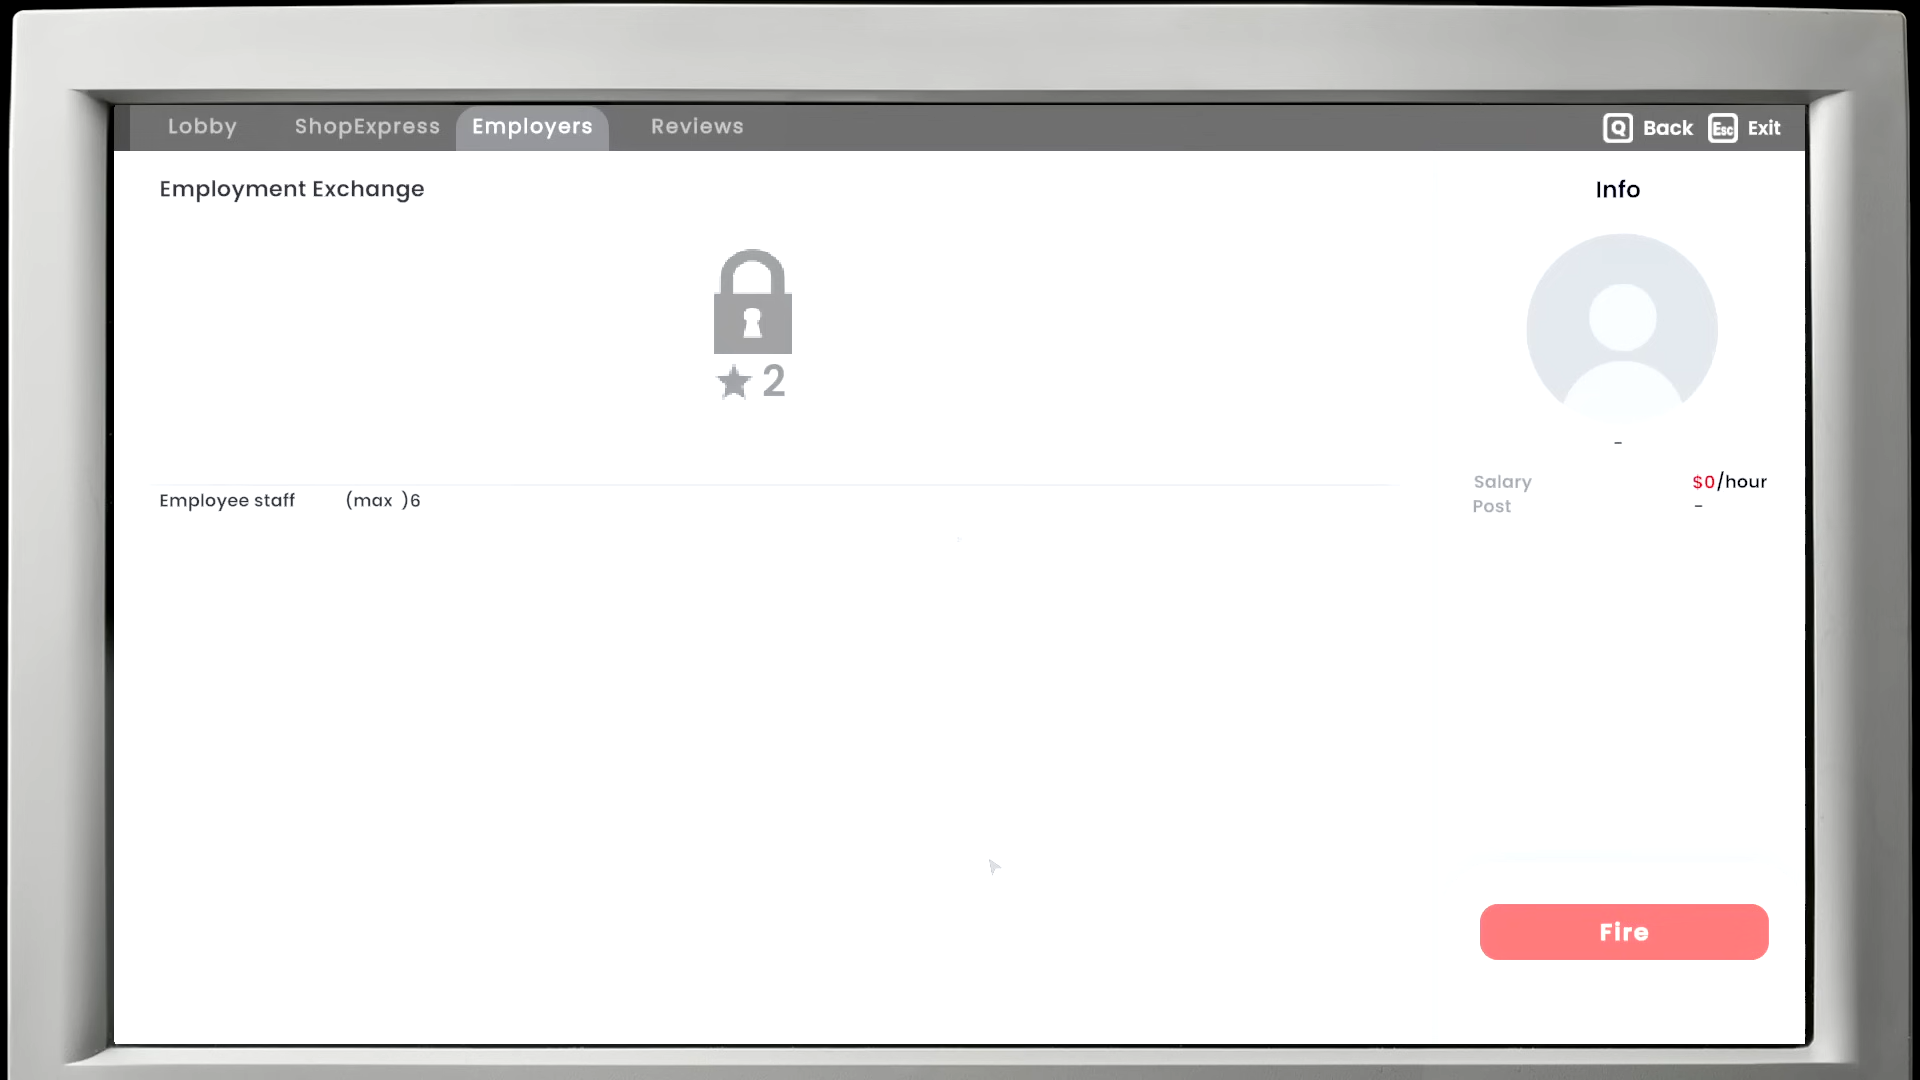 Lobby ShopExpress Employers Reviews Q Back Esc Exit
Employment Exchange
2
Employee staff (max )6
Info
-
Salary $0/hour
Post -
Fire